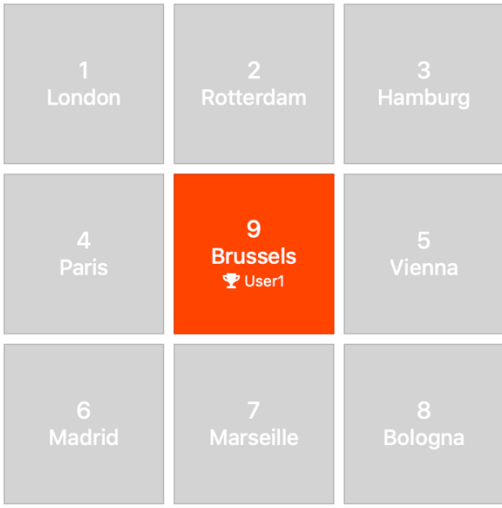 1
London
2
Rotterdam
3
Hamburg
4
Paris
9
Brussels
User1
5
Vienna
6
Madrid
7
Marseille
8
Bologna